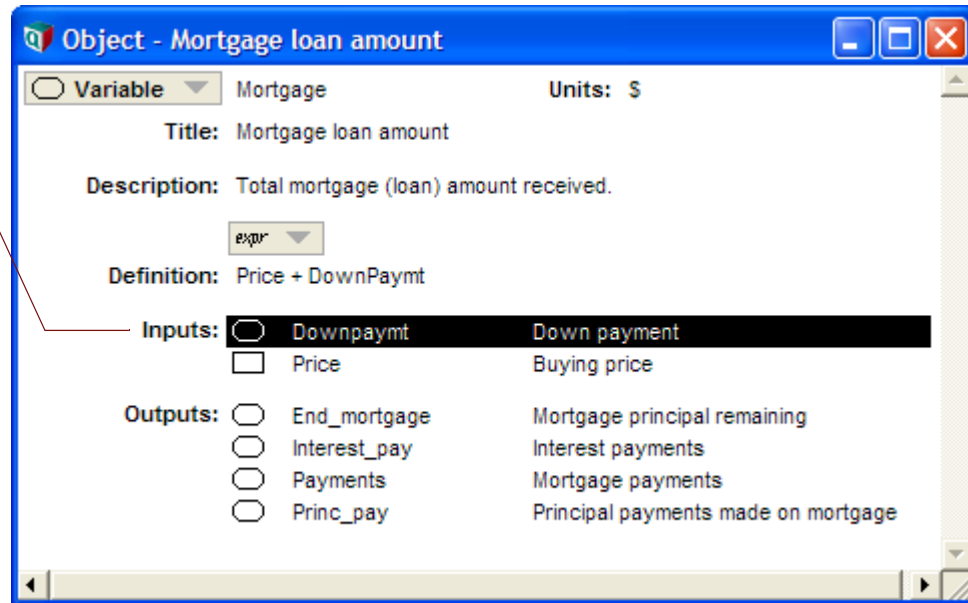 Object - Mortgage loan amount
Variable Mortgage Units: $
Title: Mortgage loan amount
Description: Total mortgage (loan) amount received.
expr
Definition: Price + DownPaymt
Inputs: Downpaymt Down payment
Price Buying price
Outputs: End_mortgage Mortgage principal remaining
Interest_pay Interest payments
Payments Mortgage payments
Princ_pay Principal payments made on mortgage